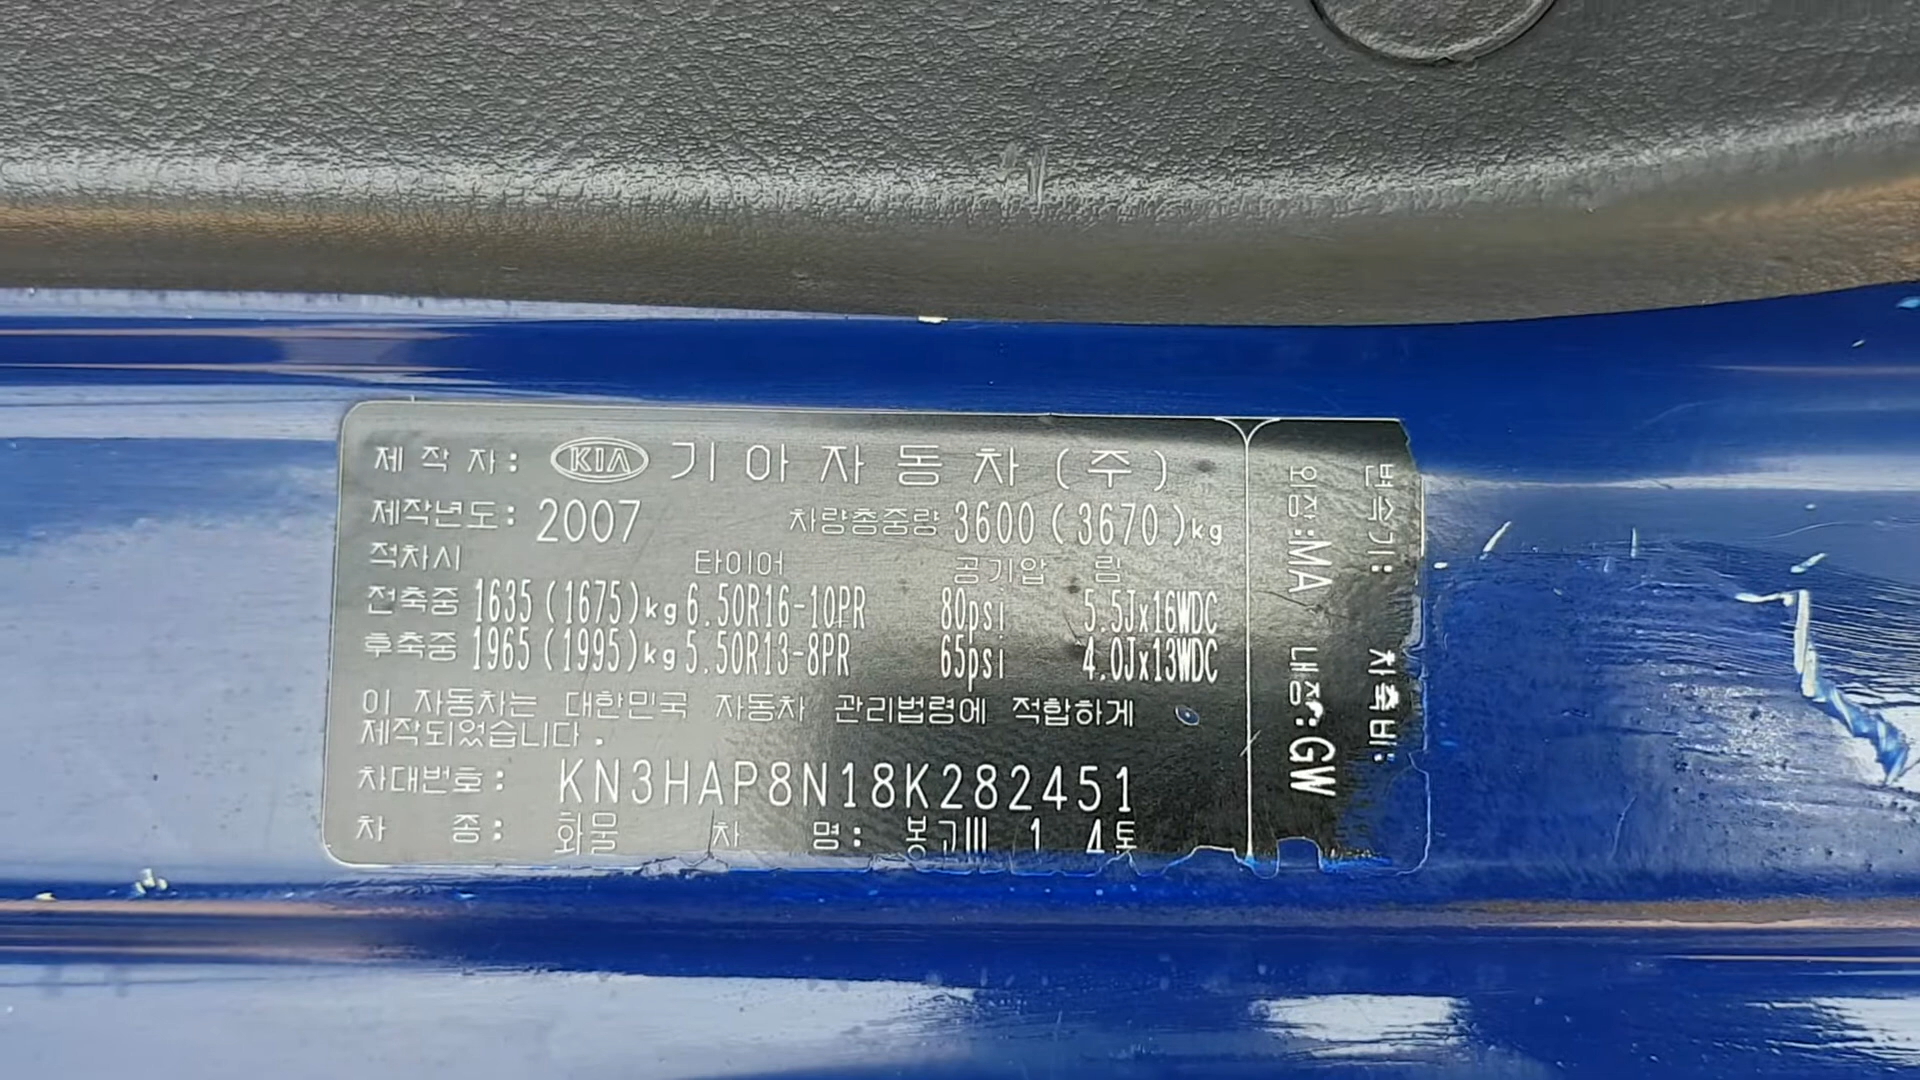 제 작 자 : KIA 기 아 자 동 차 (주)
제작년도 : 2007 차량총중량 3600 (3670)kg
적차시 타이어 공기압 림
전축중 1635 (1675)kg 6.50R16-10PR 80psi 5.5Jx16WDC
후축중 1965 (1995)kg 5.50R13-8PR 65psi 4.0Jx13WDC
이 자동차는 대한민국 자동차 관리법령에 적합하게
제작되었습니다.
차대번호 : KN3HAP8N18K282451
차 종 : 화물 차 명 : 봉고III 1 4톤
변속기: 차축비:
외장:MA 내장:GW